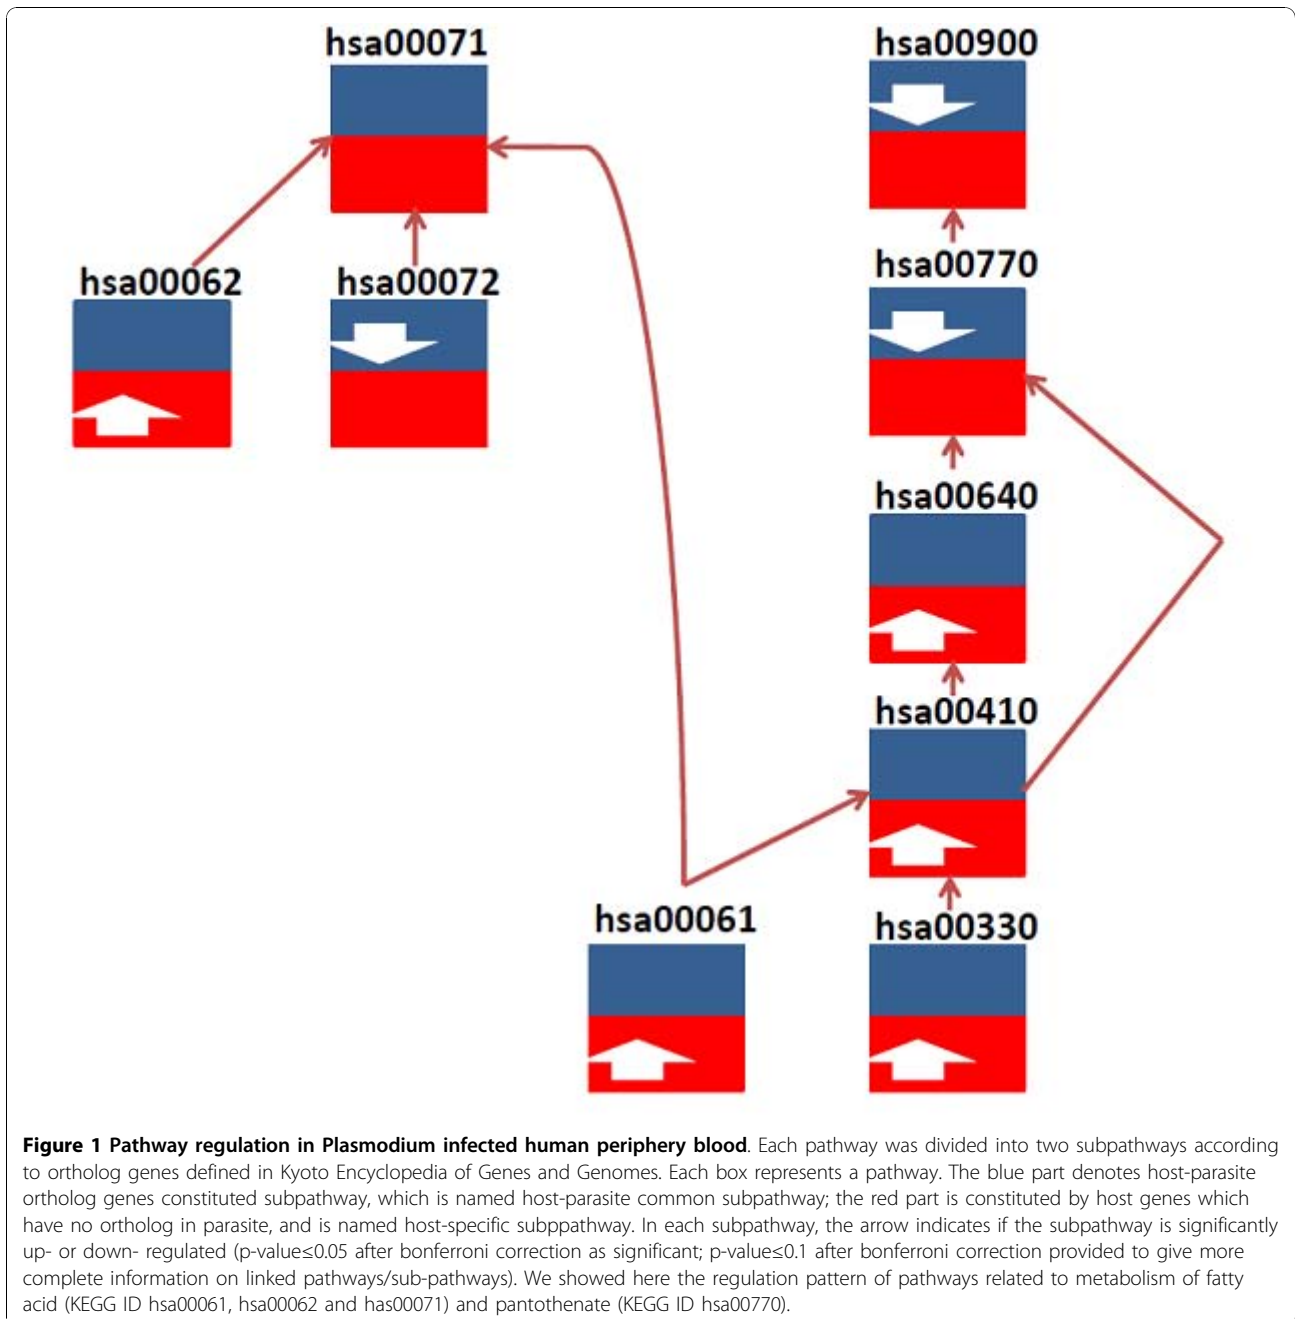 hsa00071
hsa00900
hsa00770
hsa00062
hsa00072
hsa00640
hsa00410
hsa00061
hsa00330
Figure 1 Pathway regulation in Plasmodium infected human periphery blood. Each pathway was divided into two subpathways according
to ortholog genes defined in Kyoto Encyclopedia of Genes and Genomes. Each box represents a pathway. The blue part denotes host-parasite
ortholog genes constituted subpathway, which is named host-parasite common subpathway; the red part is constituted by host genes which
have no ortholog in parasite, and is named host-specific subppathway. In each subpathway, the arrow indicates if the subpathway is significantly
up- or down- regulated (p-value≤0.05 after bonferroni correction as significant; p-value≤0.1 after bonferroni correction provided to give more
complete information on linked pathways/sub-pathways). We showed here the regulation pattern of pathways related to metabolism of fatty
acid (KEGG ID hsa00061, hsa00062 and has00071) and pantothenate (KEGG ID hsa00770).